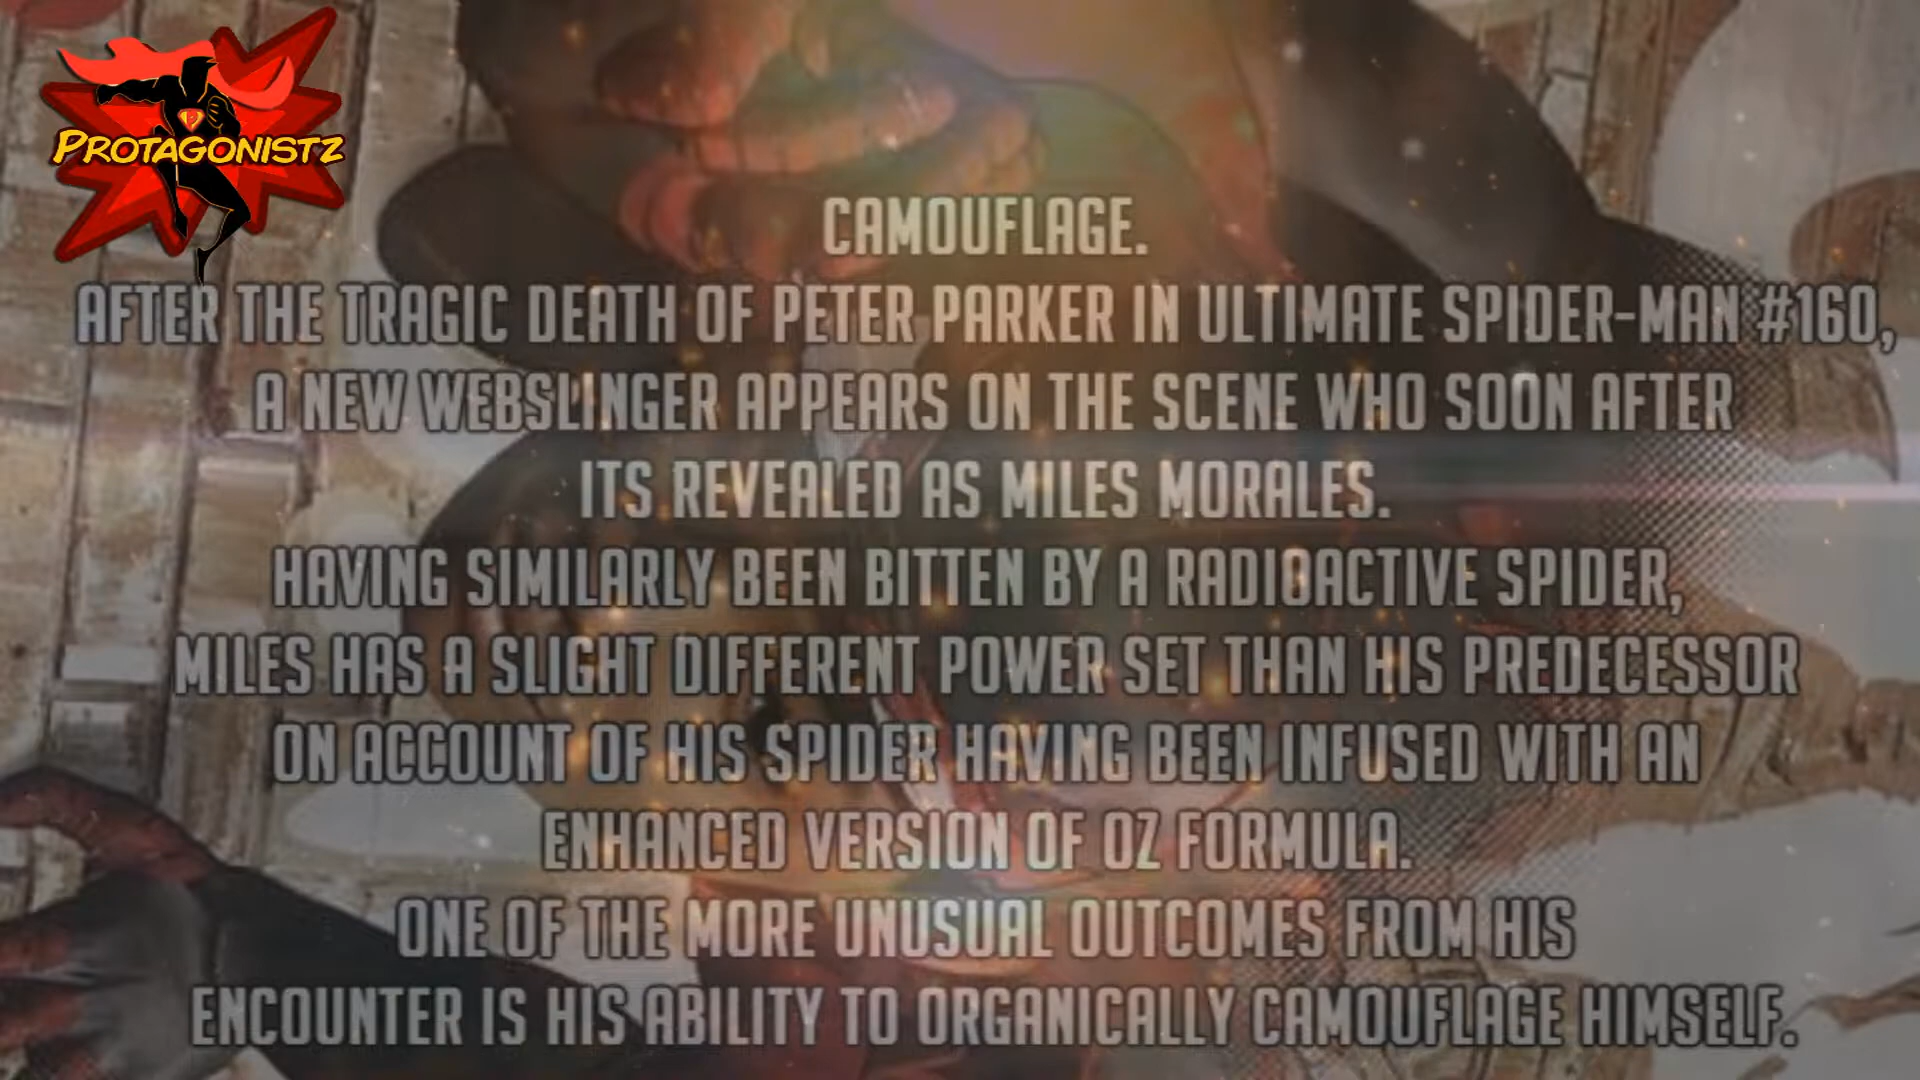 PROTAGONISTZ
CAMOUFLAGE.
AFTER THE TRAGIC DEATH OF PETER PARKER IN ULTIMATE SPIDER-MAN #160,
A NEW WEBSLINGER APPEARS ON THE SCENE WHO SOON AFTER
ITS REVEALED AS MILES MORALES.
HAVING SIMILARLY BEEN BITTEN BY A RADIOACTIVE SPIDER,
MILES HAS A SLIGHT DIFFERENT POWER SET THAN HIS PREDECESSOR
ON ACCOUNT OF HIS SPIDER HAVING BEEN INFUSED WITH AN
ENHANCED VERSION OF OZ FORMULA.
ONE OF THE MORE UNUSUAL OUTCOMES FROM HIS
ENCOUNTER IS HIS ABILITY TO ORGANICALLY CAMOUFLAGE HIMSELF.